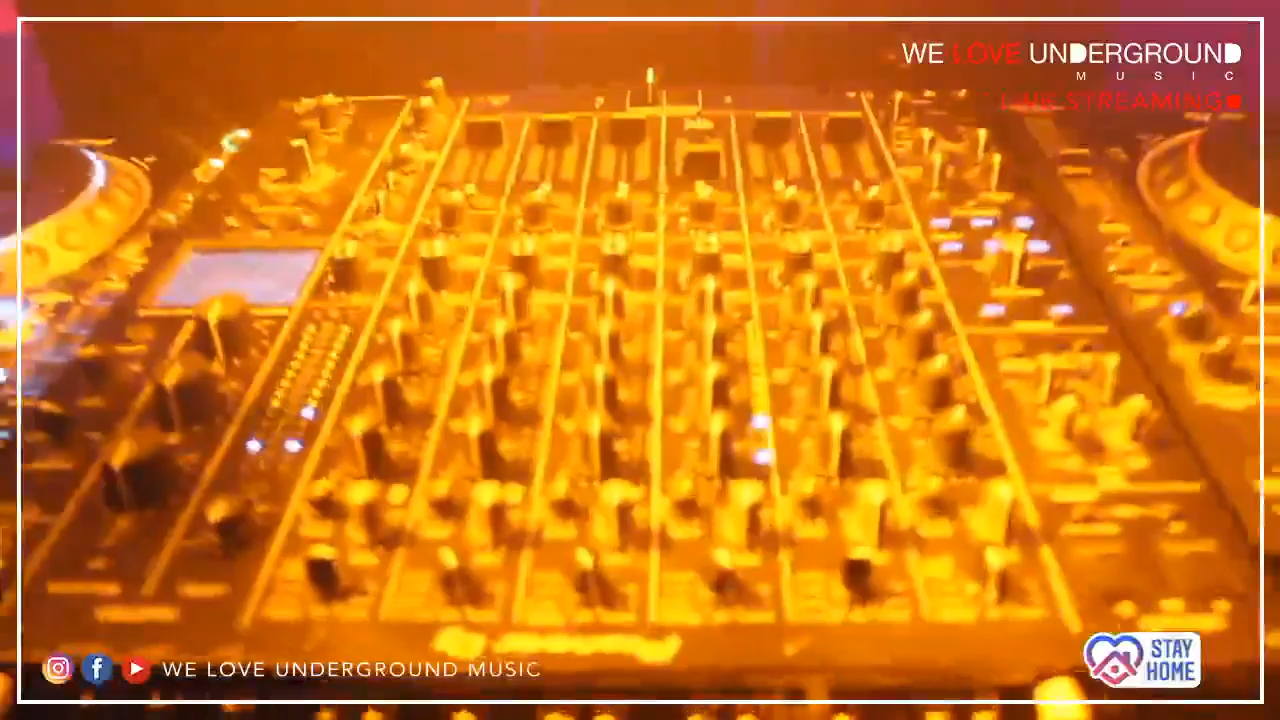 WE LOVE UNDERGROUND
MUSIC
LIVE STREAMING
WE LOVE UNDERGROUND MUSIC
STAY
HOME